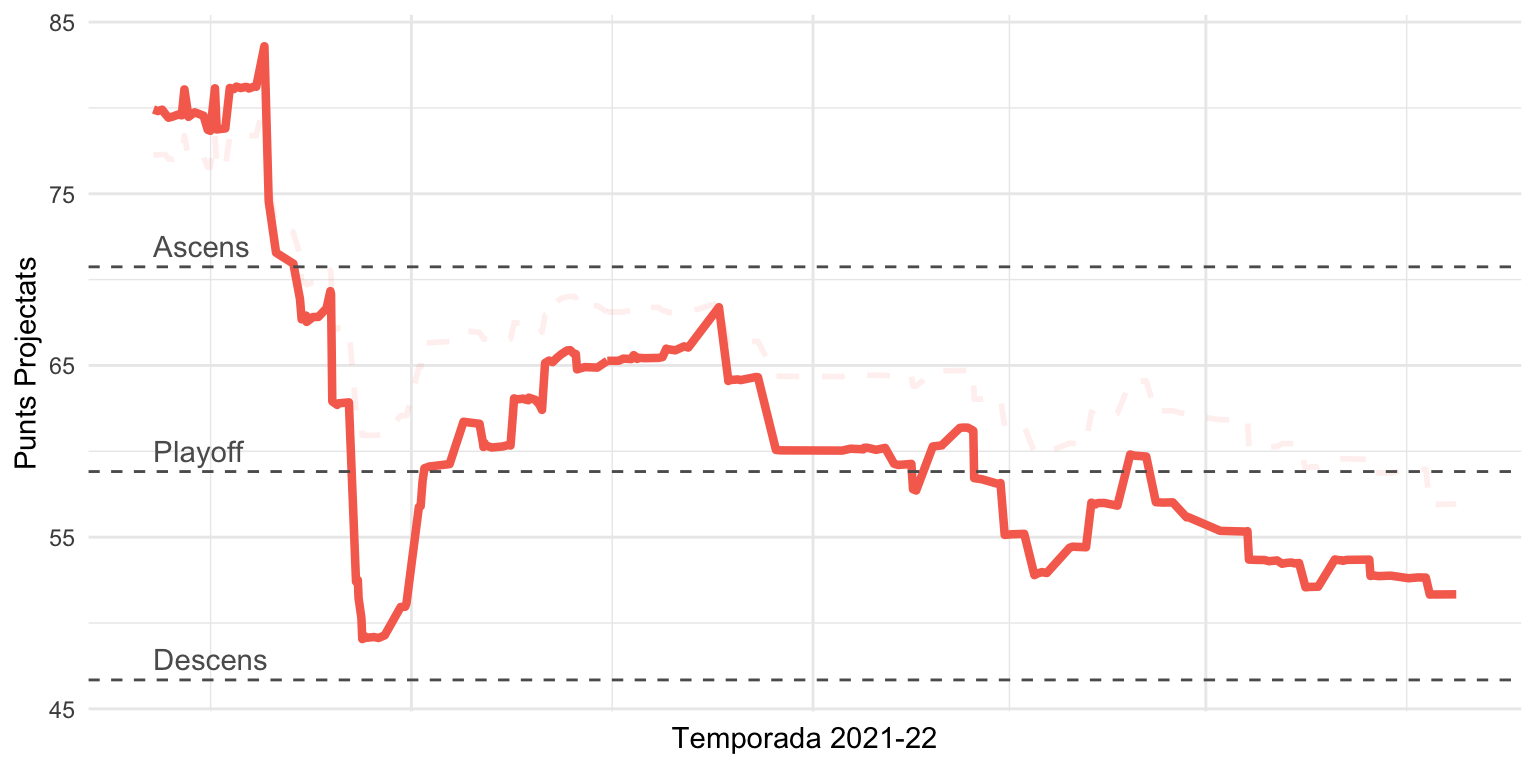 85
75
65
55
45
Punts Projectats
Ascens
Playoff
Descens
Temporada 2021-22